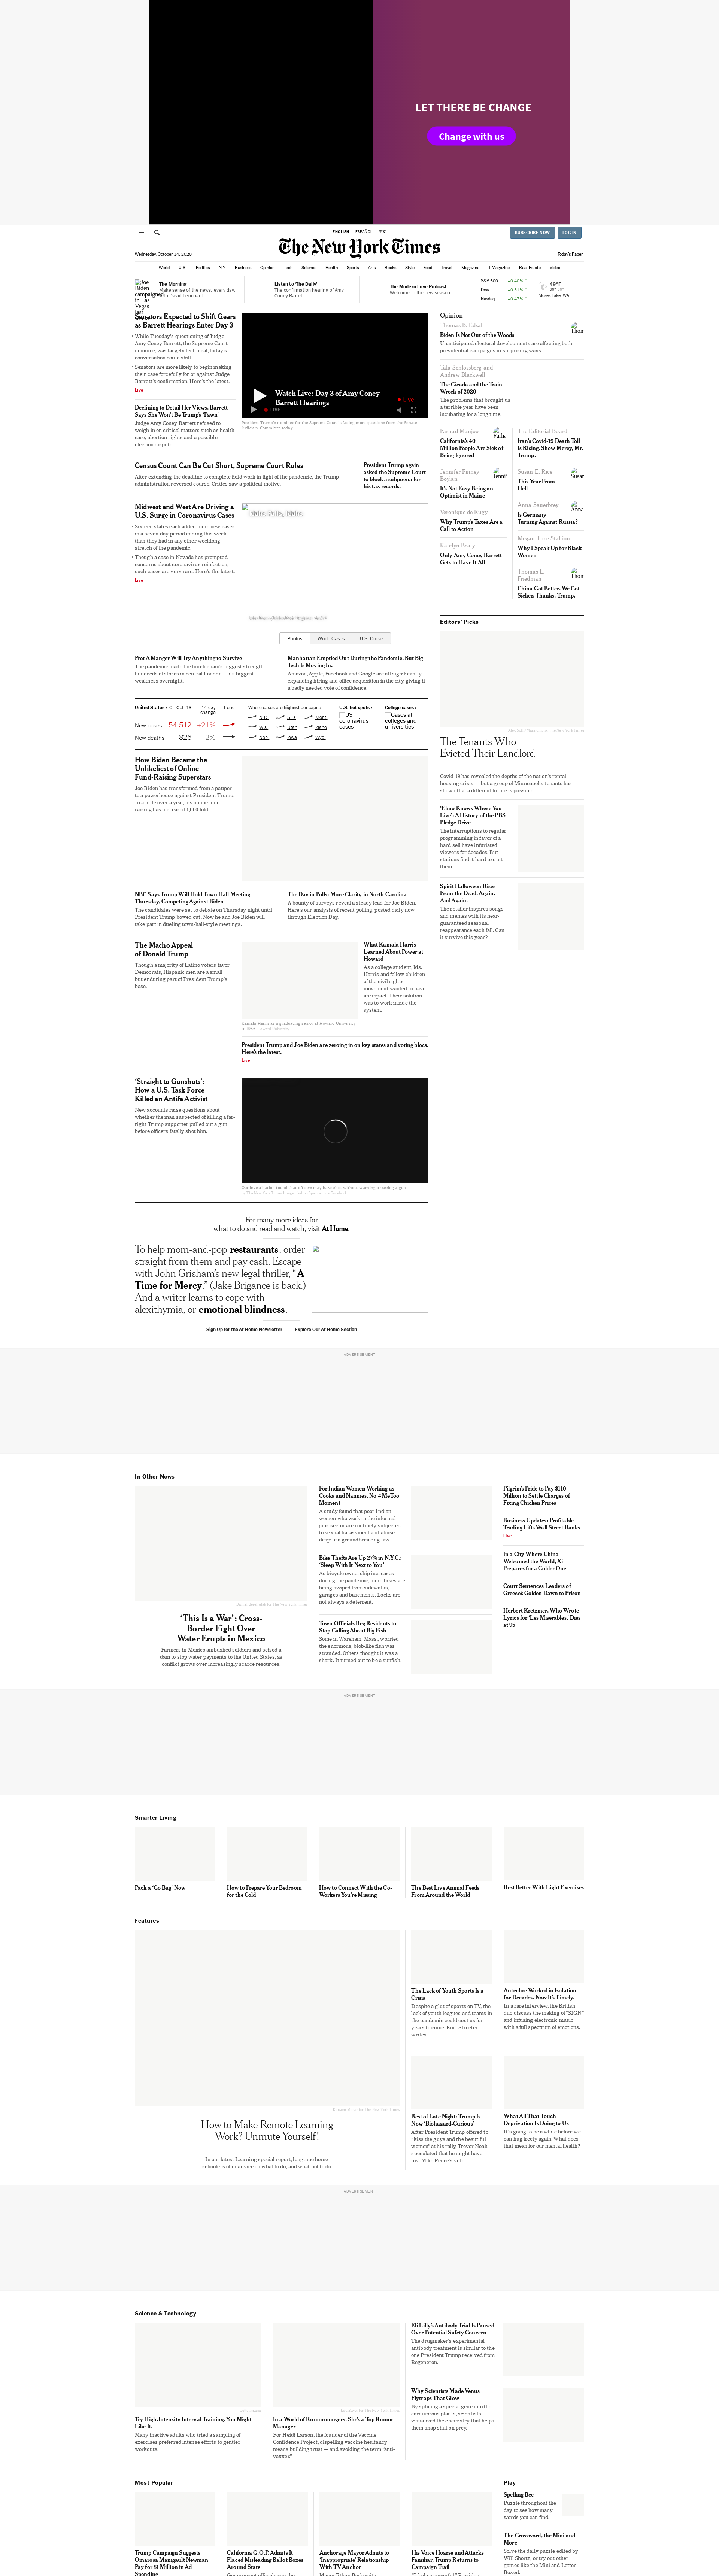 LET THERE BE CHANGE
Change with us
ENGLISH ESPAÑOL 中文
SUBSCRIBE NOW LOG IN
The New York Times
Wednesday, October 14, 2020
Today's Paper
World U.S. Politics N.Y. Business Opinion Tech Science Health Sports Arts Books Style Food Travel Magazine T Magazine Real Estate Video
Joe Biden campaigned in Las Vegas last
The Morning
Make sense of the news, every day, with David Leonhardt.
Listen to 'The Daily'
The confirmation hearing of Amy Coney Barrett.
The Modern Love Podcast
Welcome to the new season.
S&P 500 +0.40% ↑
Dow +0.51% ↑
Nasdaq +0.47% ↑
49°F
Moses Lake, WA
Senators Expected to Shift Gears
as Barrett Hearings Enter Day 3
While Tuesday's questioning of Judge
Amy Coney Barrett, the Supreme Court
nominee, was largely technical, today's
conversation could shift.
Senators are more likely to begin making
their case forcefully for or against Judge
Barrett's confirmation. Here's the latest.
Live
Declining to Detail Her Views, Barrett
Says She Won't Be Trump's 'Pawn'
Judge Amy Coney Barrett refused to
weigh in on critical matters such as health
care, abortion rights and a possible
election dispute.
Watch Live: Day 3 of Amy Coney
Barrett Hearings
Live
LIVE
President Trump's nominee for the Supreme Court is facing more questions from the Senate
Judiciary Committee today.
Census Count Can Be Cut Short, Supreme Court Rules
After extending the deadline to complete field work in light of the pandemic, the Trump
administration reversed course. Critics saw a political motive.
President Trump again
asked the Supreme Court
to block a subpoena for
his tax records.
Midwest and West Are Driving a
U.S. Surge in Coronavirus Cases
Sixteen states each added more new cases
in a seven-day period ending this week
than they had in any other weeklong
stretch of the pandemic.
Though a case in Nevada has prompted
concerns about coronavirus reinfection,
such cases are very rare. Here's the latest.
Live
Idaho Falls, Idaho.
John Roark/Idaho Post-Register, via AP
Photos World Cases U.S. Curve
Pret A Manger Will Try Anything to Survive
The pandemic made the lunch chain's biggest strength —
hundreds of stores in central London — its biggest
weakness overnight.
Manhattan Emptied Out During the Pandemic. But Big
Tech Is Moving In.
Amazon, Apple, Facebook and Google are all significantly
expanding hiring and office acquisition in the city, giving it
a badly needed vote of confidence.
United States › On Oct. 13 14-day change Trend
New cases 54,512 +21%
New deaths 826 –2%
Where cases are highest per capita
N.D. S.D. Mont.
Wis. Utah Idaho
Neb. Iowa Wyo.
U.S. hot spots ›
US
coronavirus
cases
College cases ›
Cases at
colleges and
universities
How Biden Became the
Unlikeliest of Online
Fund-Raising Superstars
Joe Biden has transformed from a pauper
to a powerhouse against President Trump.
In a little over a year, his online fund-
raising has increased 1,000-fold.
NBC Says Trump Will Hold Town Hall Meeting
Thursday, Competing Against Biden
The candidates were set to debate on Thursday night until
President Trump bowed out. Now he and Joe Biden will
take part in dueling town-hall-style meetings.
The Day in Polls: More Clarity in North Carolina
A bounty of surveys reveal a steady lead for Joe Biden.
Here's our analysis of recent polling, posted daily now
through Election Day.
The Macho Appeal
of Donald Trump
Though a majority of Latino voters favor
Democrats, Hispanic men are a small
but enduring part of President Trump's
base.
Kamala Harris as a graduating senior at Howard University
in 1986. Howard University
What Kamala Harris
Learned About Power at
Howard
As a college student, Ms.
Harris and fellow children
of the civil rights
movement wanted to have
an impact. Their solution
was to work inside the
system.
President Trump and Joe Biden are zeroing in on key states and voting blocs.
Here's the latest.
Live
'Straight to Gunshots':
How a U.S. Task Force
Killed an Antifa Activist
New accounts raise questions about
whether the man suspected of killing a far-
right Trump supporter pulled out a gun
before officers fatally shot him.
Our investigation found that officers may have shot without warning or seeing a gun.
For many more ideas for
what to do and read and watch, visit At Home.
To help mom-and-pop restaurants, order
straight from them and pay cash. Escape
with John Grisham's new legal thriller, "A
Time for Mercy." (Jake Brigance is back.)
And a writer learns to cope with
alexithymia, or emotional blindness.
Sign Up for the At Home Newsletter Explore Our At Home Section
Opinion
Thomas B. Edsall
Biden Is Not Out of the Woods
Unanticipated electoral developments are affecting both
presidential campaigns in surprising ways.
Thom
Tala Schlossberg and
Andrew Blackwell
The Cicada and the Train
Wreck of 2020
The problems that brought us
a terrible year have been
incubating for a long time.
Farhad Manjoo
California's 40
Million People Are Sick of
Being Ignored
Farha
Jennifer Finney
Boylan
It's Not Easy Being an
Optimist in Maine
Jenni
Veronique de Rugy
Why Trump's Taxes Are a
Call to Action
Katelyn Beaty
Only Amy Coney Barrett
Gets to Have It All
The Editorial Board
Iran's Covid-19 Death Toll
Is Rising. Show Mercy, Mr.
Trump.
Susan E. Rice
This Year From
Hell
Susar
Anna Sauerbrey
Is Germany
Turning Against Russia?
Anna
Megan Thee Stallion
Why I Speak Up for Black
Women
Thomas L.
Friedman
China Got Better. We Got
Sicker. Thanks, Trump.
Thom
Editors' Picks
The Tenants Who
Evicted Their Landlord
Covid-19 has revealed the depths of the nation's rental
housing crisis — but a group of Minneapolis tenants has
shown that a different future is possible.
'Elmo Knows Where You
Live': A History of the PBS
Pledge Drive
The interruptions to regular
programming in favor of a
hard sell have infuriated
viewers for decades. But
stations find it hard to quit
them.
Spirit Halloween Rises
From the Dead. Again.
And Again.
The retailer inspires songs
and memes with its near-
guaranteed seasonal
reappearance each fall. Can
it survive this year?
ADVERTISEMENT
In Other News
'This Is a War': Cross-
Border Fight Over
Water Erupts in Mexico
Farmers in Mexico ambushed soldiers and seized a
dam to stop water payments to the United States, as
conflict grows over increasingly scarce resources.
For Indian Women Working as
Cooks and Nannies, No #MeToo
Moment
A study found that poor Indian
women who work in the informal
jobs sector are routinely subjected
to sexual harassment and abuse
despite a groundbreaking law.
Bike Thefts Are Up 27% in N.Y.C.:
'Sleep With It Next to You'
As bicycle ownership increases
during the pandemic, more bikes are
being swiped from sidewalks,
garages and basements. Locks are
not always a deterrent.
Town Officials Beg Residents to
Stop Calling About Big Fish
Some in Wareham, Mass., worried
the enormous, blob-like fish was
stranded. Others thought it was a
shark. It turned out to be a sunfish.
Pilgrim's Pride to Pay $110
Million to Settle Charges of
Fixing Chicken Prices
Business Updates: Profitable
Trading Lifts Wall Street Banks
Live
In a City Where China
Welcomed the World, Xi
Prepares for a Colder One
Court Sentences Leaders of
Greece's Golden Dawn to Prison
Herbert Kretzmer, Who Wrote
Lyrics for 'Les Misérables,' Dies
at 95
ADVERTISEMENT
Smarter Living
Pack a 'Go Bag' Now
How to Prepare Your Bedroom
for the Cold
How to Connect With the Co-
Workers You're Missing
The Best Live Animal Feeds
From Around the World
Rest Better With Light Exercises
Features
How to Make Remote Learning
Work? Unmute Yourself!
In our latest Learning special report, longtime home-
schoolers offer advice on what to do, and what not to do.
The Lack of Youth Sports Is a
Crisis
Despite a glut of sports on TV, the
lack of youth leagues and teams in
the pandemic could cost us for
years to come, Kurt Streeter
writes.
Autechre Worked in Isolation
for Decades. Now It's Timely.
In a rare interview, the British
duo discuss the making of "SIGN"
and infusing electronic music
with a full spectrum of emotions.
Best of Late Night: Trump Is
Now 'Biohazard-Curious'
After President Trump offered to
"kiss the guys and the beautiful
women" at his rally, Trevor Noah
speculated that he might have
lost Mike Pence's vote.
What All That Touch
Deprivation Is Doing to Us
It's going to be a while before we
can hug freely again. What does
that mean for our mental health?
ADVERTISEMENT
Science & Technology
Try High-Intensity Interval Training. You Might
Like It.
Many inactive adults who tried a sampling of
exercises preferred intense efforts to gentler
workouts.
In a World of Rumormongers, She's a Top Rumor
Manager
For Heidi Larson, the founder of the Vaccine
Confidence Project, dispelling vaccine hesitancy
means building trust — and avoiding the term "anti-
vaxxer."
Eli Lilly's Antibody Trial Is Paused
Over Potential Safety Concern
The drugmaker's experimental
antibody treatment is similar to the
one President Trump received from
Regeneron.
Why Scientists Made Venus
Flytraps That Glow
By splicing a special gene into the
carnivorous plants, scientists
visualized the chemistry that helps
them snap shut on prey.
Most Popular
Trump Campaign Suggests
Omarosa Manigault Newman
Pay for $1 Million in Ad
Spending
California G.O.P. Admits It
Placed Misleading Ballot Boxes
Around State
Anchorage Mayor Admits to
'Inappropriate' Relationship
With TV Anchor
His Voice Hoarse and Attacks
Familiar, Trump Returns to
Campaign Trail
Play
Spelling Bee
Puzzle throughout the
day to see how many
words you can find.
The Crossword, the Mini and
More
Solve the daily puzzle edited by
Will Shortz, or try out other
games like the Mini and Letter
Boxed.